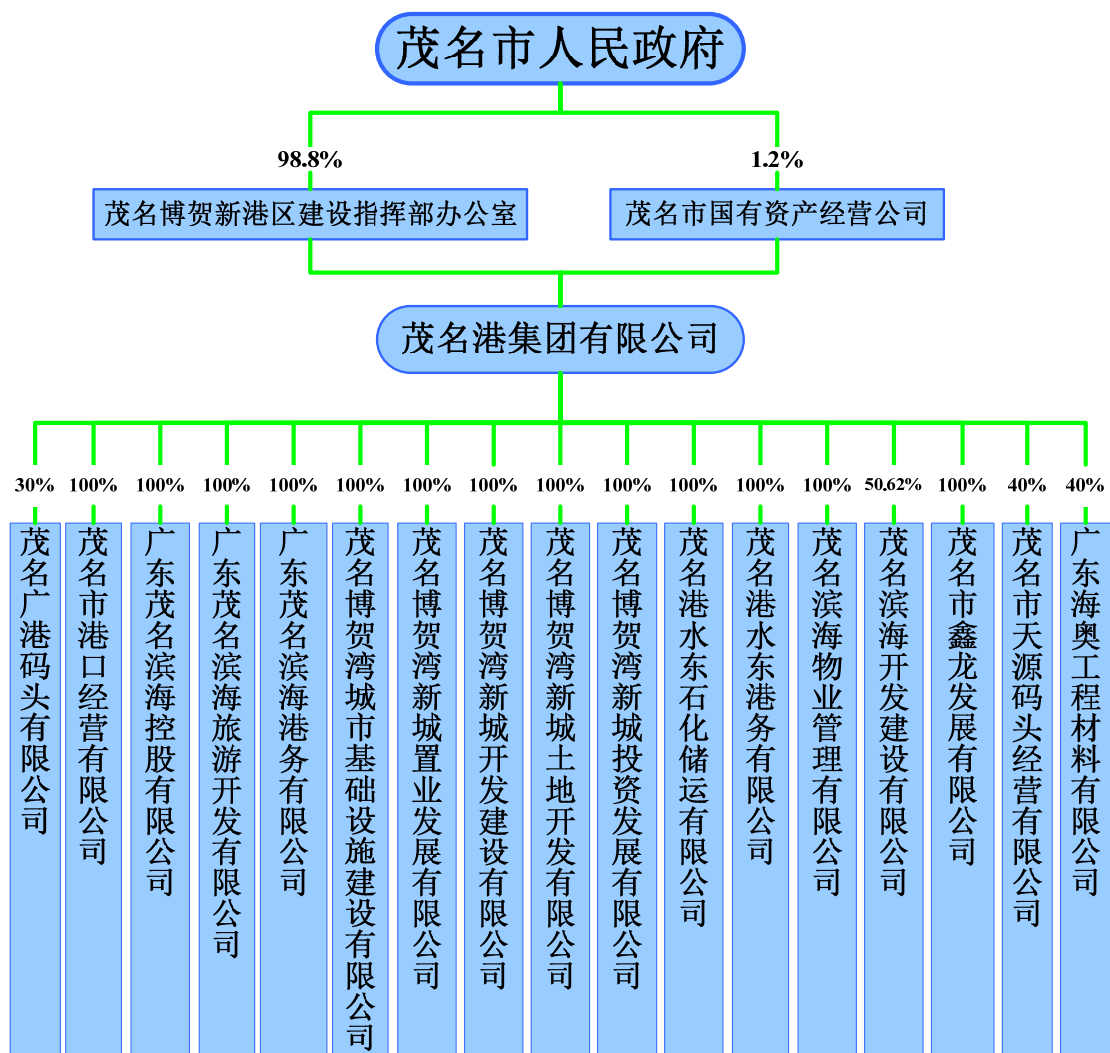 茂名市人民政府
98.8%
1.2%
茂名博贺新港区建设指挥部办公室
茂名市国有资产经营公司
茂名港集团有限公司
30%
100%
100%
100%
100%
100%
100%
100%
100%
100%
100%
100%
100%
50.62%
100%
40%
40%
茂名广港码头有限公司
茂名市港口经营有限公司
广东茂名滨海控股有限公司
广东茂名滨海旅游开发有限公司
广东茂名滨海港务有限公司
茂名博贺湾城市基础设施建设有限公司
茂名博贺湾新城置业发展有限公司
茂名博贺湾新城开发建设有限公司
茂名博贺湾新城土地开发有限公司
茂名博贺湾新城投资发展有限公司
茂名港水东石化储运有限公司
茂名港水东港务有限公司
茂名滨海物业管理有限公司
茂名滨海开发建设有限公司
茂名市鑫龙发展有限公司
茂名市天源码头经营有限公司
广东海奥工程材料有限公司